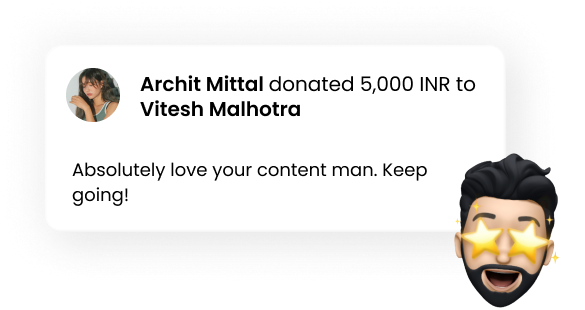 Archit Mittal donated 5,000 INR to
Vitesh Malhotra
Absolutely love your content man. Keep
going!